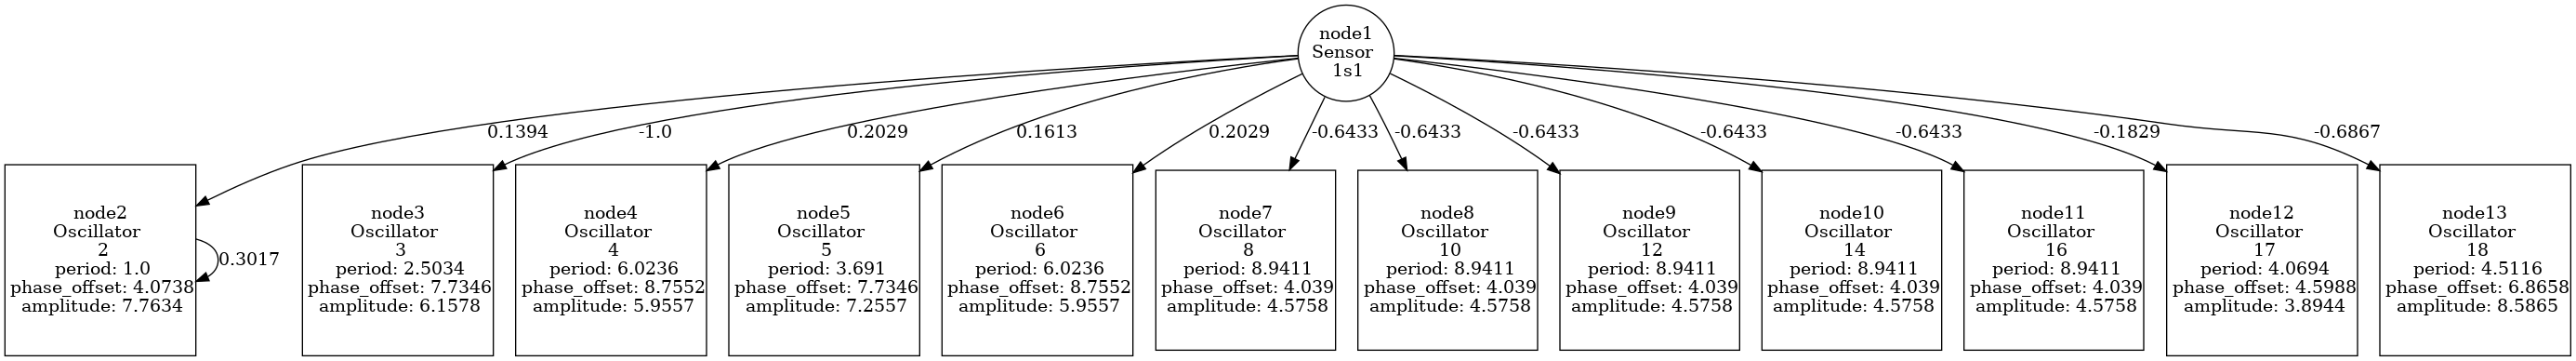 node1
Sensor
1s1
0.1394
-1.0
0.2029
0.1613
0.2029
-0.6433
-0.6433
-0.6433
-0.6433
-0.6433
-0.1829
-0.6867
node2
Oscillator
2
period: 1.0
phase_offset: 4.0738
amplitude: 7.7634
0.3017
node3
Oscillator
3
period: 2.5034
phase_offset: 7.7346
amplitude: 6.1578
node4
Oscillator
4
period: 6.0236
phase_offset: 8.7552
amplitude: 5.9557
node5
Oscillator
5
period: 3.691
phase_offset: 7.7346
amplitude: 7.2557
node6
Oscillator
6
period: 6.0236
phase_offset: 8.7552
amplitude: 5.9557
node7
Oscillator
8
period: 8.9411
phase_offset: 4.039
amplitude: 4.5758
node8
Oscillator
10
period: 8.9411
phase_offset: 4.039
amplitude: 4.5758
node9
Oscillator
12
period: 8.9411
phase_offset: 4.039
amplitude: 4.5758
node10
Oscillator
14
period: 8.9411
phase_offset: 4.039
amplitude: 4.5758
node11
Oscillator
16
period: 8.9411
phase_offset: 4.039
amplitude: 4.5758
node12
Oscillator
17
period: 4.0694
phase_offset: 4.5988
amplitude: 3.8944
node13
Oscillator
18
period: 4.5116
phase_offset: 6.8658
amplitude: 8.5865